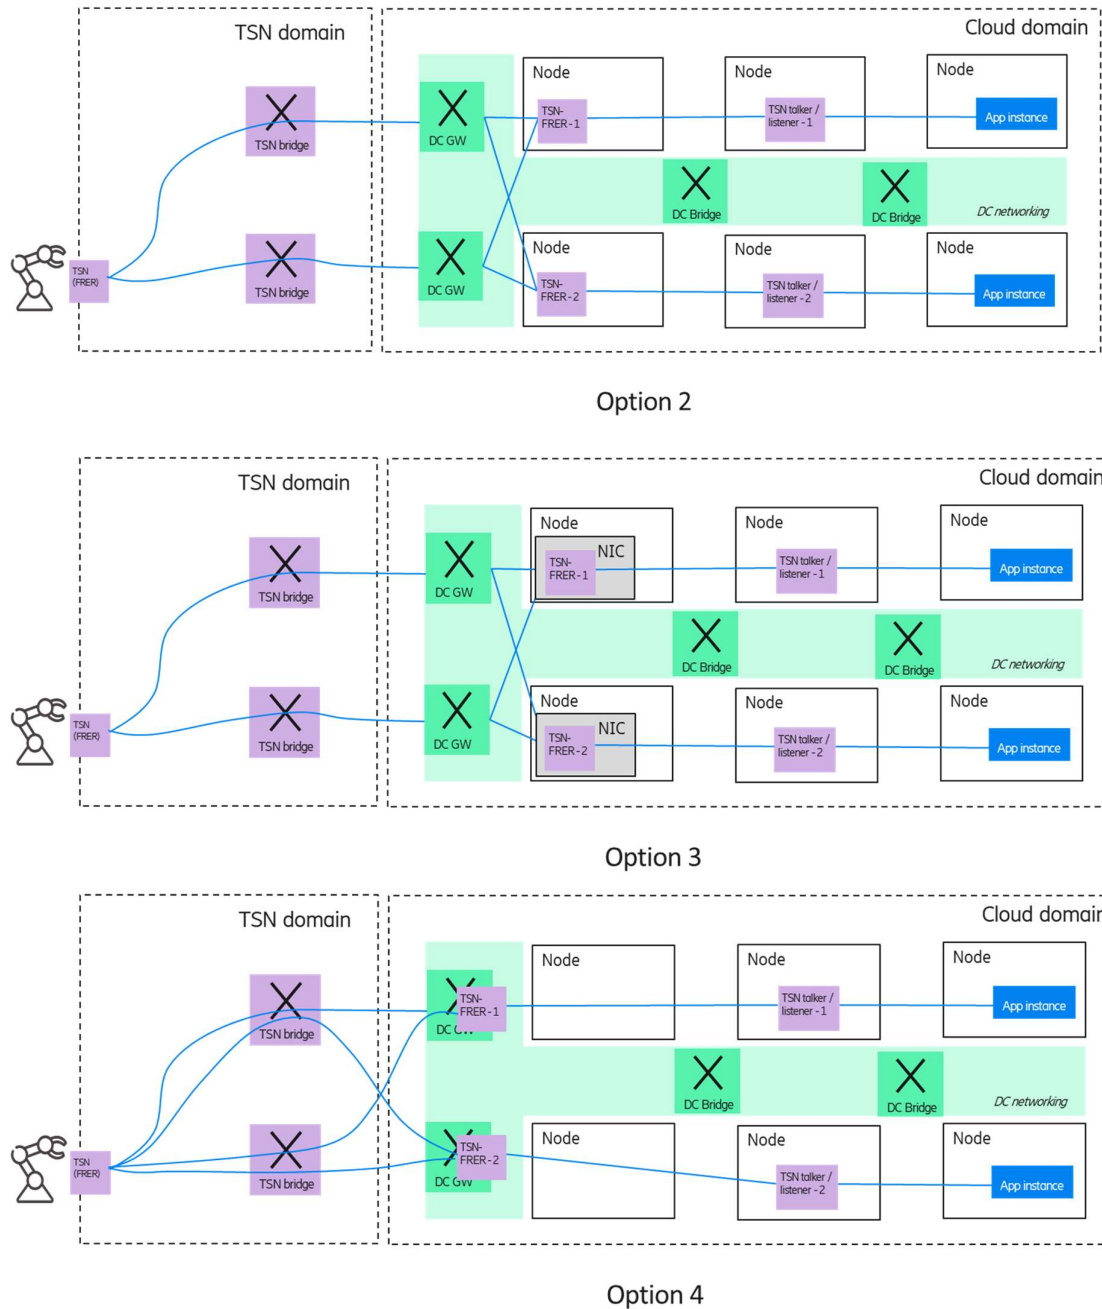 TSN domain
Cloud domain
Node
Node
Node
TSN-
FRER - 1
TSN talker /
listener - 1
App instance
TSN bridge
DC GW
DC Bridge
DC Bridge
DC networking
Node
Node
Node
TSN
(FRER)
TSN bridge
DC GW
TSN-
FRER - 2
TSN talker /
listener - 2
App instance
Option 2
TSN domain
Cloud domain
Node
Node
Node
NIC
TSN-
FRER - 1
TSN talker /
listener - 1
App instance
TSN bridge
DC GW
DC Bridge
DC Bridge
DC networking
Node
Node
Node
NIC
TSN
(FRER)
TSN bridge
DC GW
TSN-
FRER - 2
TSN talker /
listener - 2
App instance
Option 3
TSN domain
Cloud domain
Node
Node
Node
TSN-
FRER - 1
TSN talker /
listener - 1
App instance
TSN bridge
DC GW
DC Bridge
DC Bridge
DC networking
Node
Node
Node
TSN
(FRER)
TSN bridge
DC GW
TSN-
FRER - 2
TSN talker /
listener - 2
App instance
Option 4